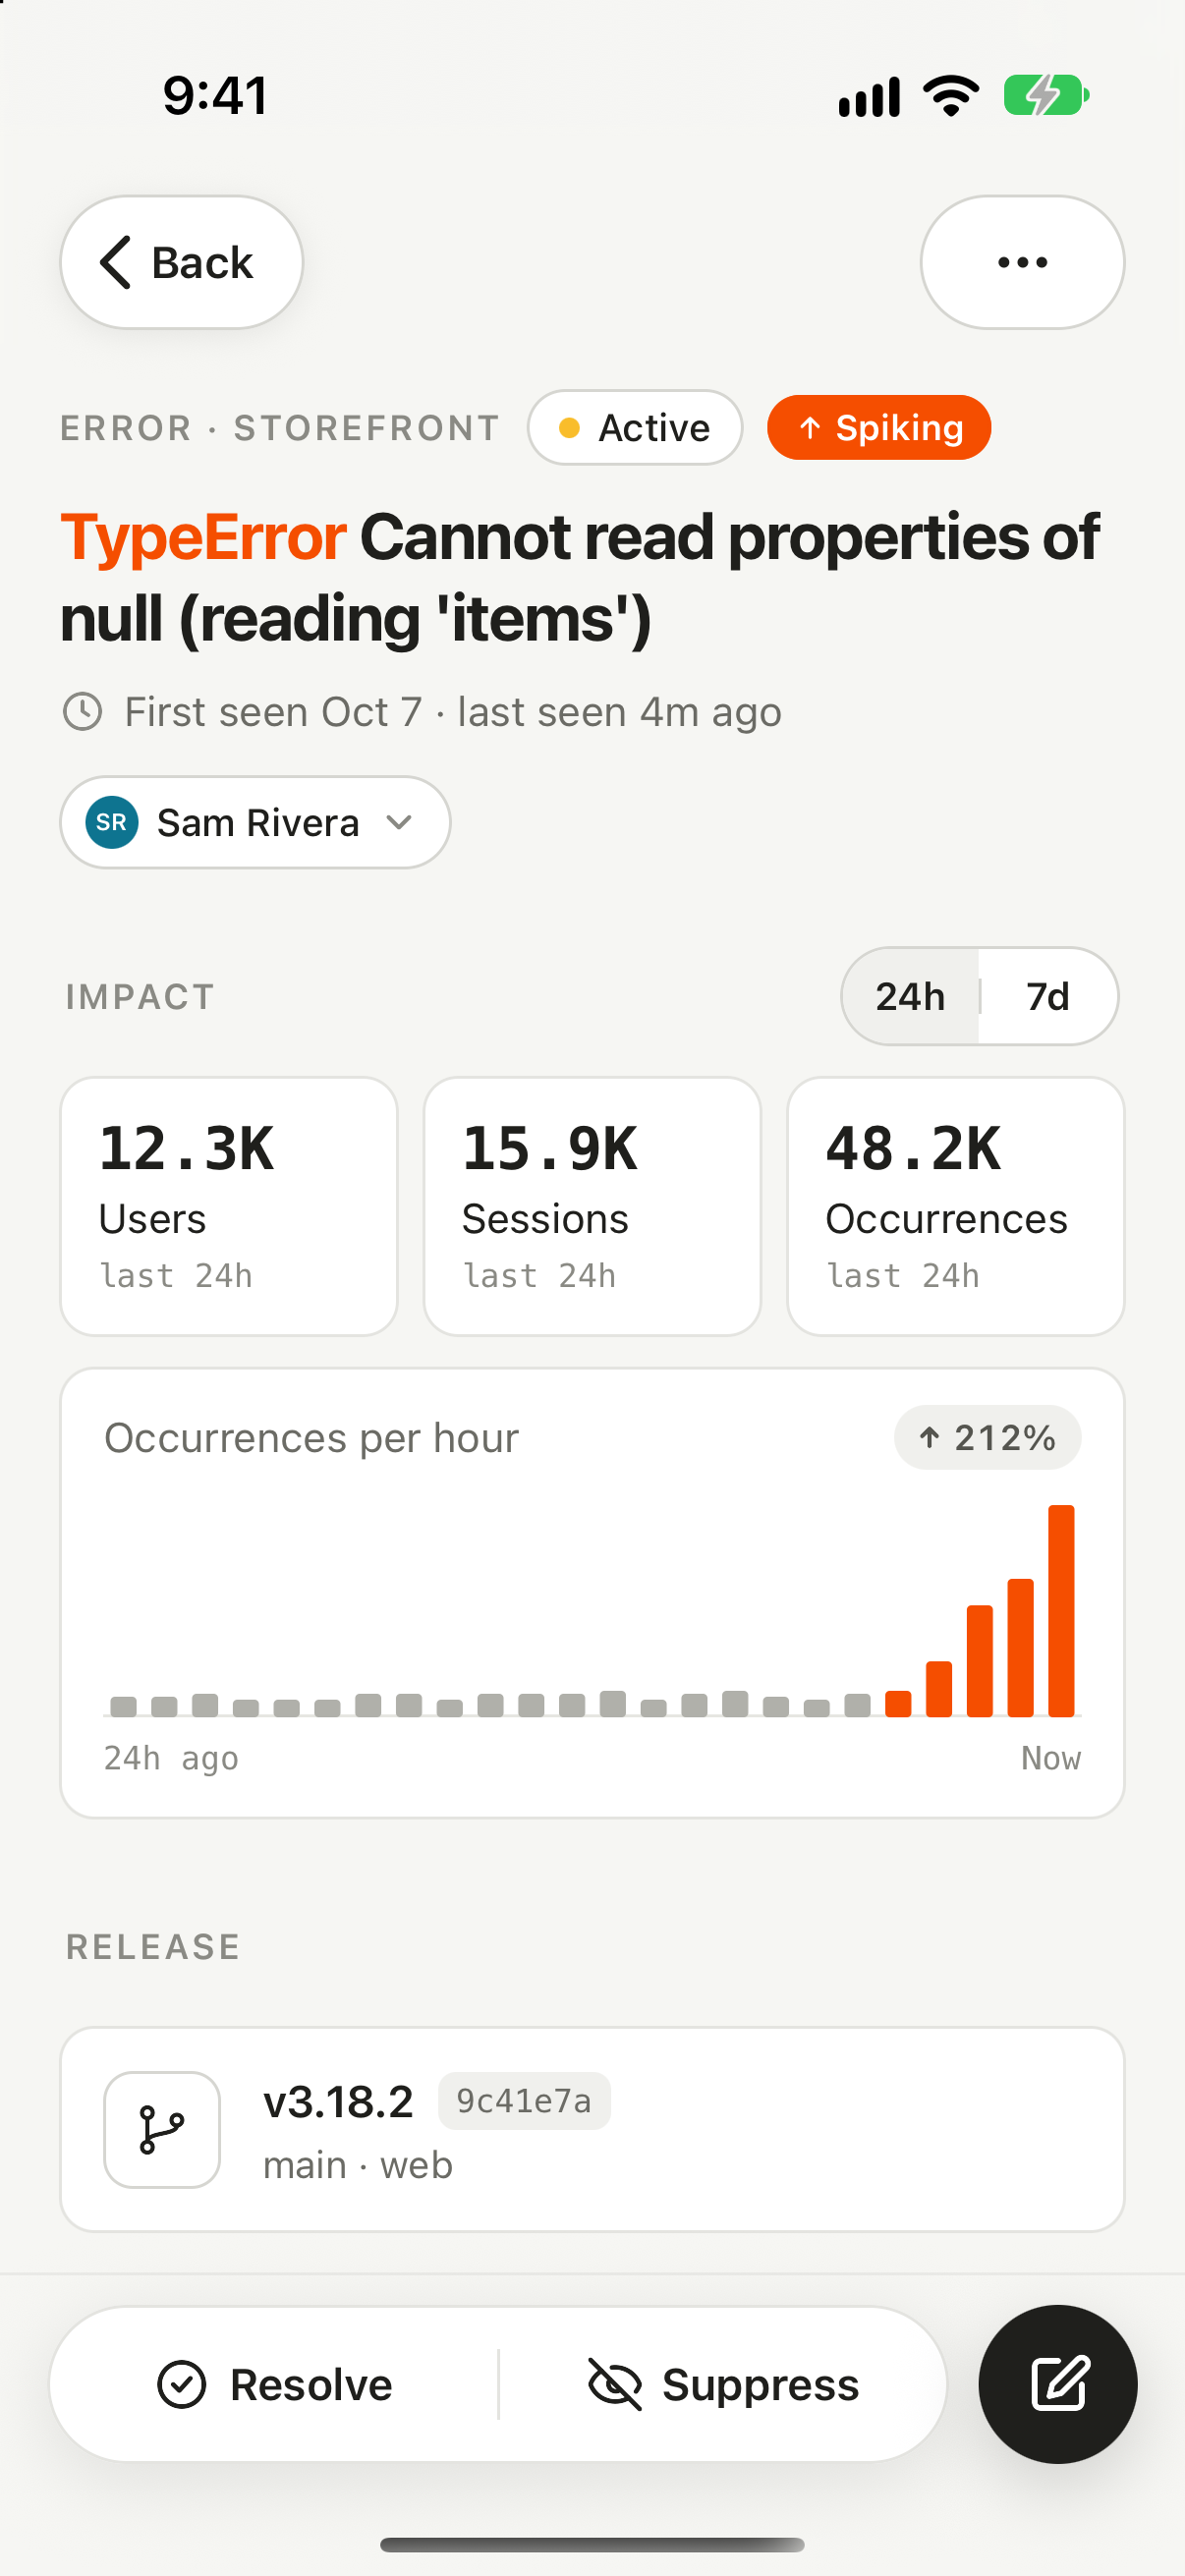 9:41
Back
ERROR · STOREFRONT Active ↑ Spiking
TypeError Cannot read properties of
null (reading 'items')
First seen Oct 7 · last seen 4m ago
SR Sam Rivera
IMPACT 24h 7d
12.3K 15.9K 48.2K
Users Sessions Occurrences
last 24h last 24h last 24h
Occurrences per hour ↑ 212%
24h ago Now
RELEASE
v3.18.2 9c41e7a
main · web
Resolve Suppress